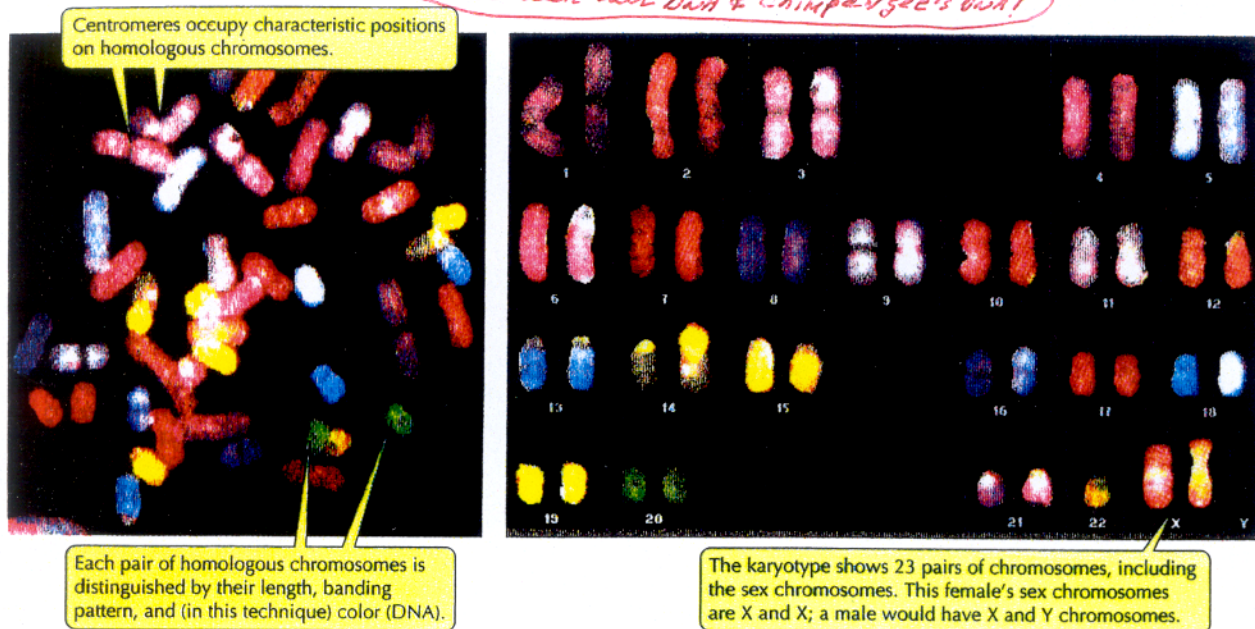 DNA & Chimpanzee's DNA!
Centromeres occupy characteristic positions
on homologous chromosomes.
1 2 3 4 5
6 7 8 9 10 11 12
13 14 15 16 17 18
19 20 21 22 X Y
Each pair of homologous chromosomes is
distinguished by their length, banding
pattern, and (in this technique) color (DNA).
The karyotype shows 23 pairs of chromosomes, including
the sex chromosomes. This female's sex chromosomes
are X and X; a male would have X and Y chromosomes.